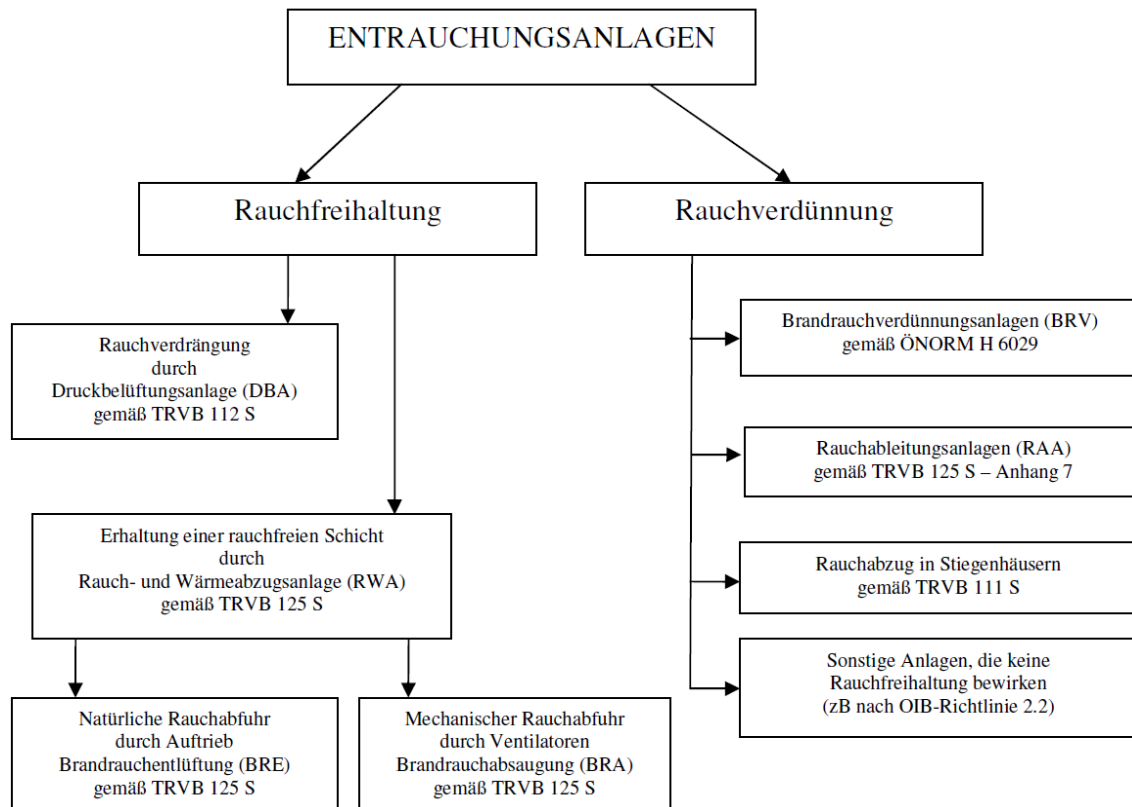 ENTRAUCHUNGSANLAGEN
Rauchfreihaltung
Rauchverdünnung
Rauchverdrängung
durch
Druckbelüftungsanlage (DBA)
gemäß TRVB 112 S
Erhaltung einer rauchfreien Schicht
durch
Rauch- und Wärmeabzugsanlage (RWA)
gemäß TRVB 125 S
Natürliche Rauchabfuhr
durch Auftrieb
Brandrauchentlüftung (BRE)
gemäß TRVB 125 S
Mechanischer Rauchabfuhr
durch Ventilatoren
Brandrauchabsaugung (BRA)
gemäß TRVB 125 S
Brandrauchverdünnungsanlagen (BRV)
gemäß ÖNORM H 6029
Rauchableitungsanlagen (RAA)
gemäß TRVB 125 S – Anhang 7
Rauchabzug in Stiegenhäusern
gemäß TRVB 111 S
Sonstige Anlagen, die keine
Rauchfreihaltung bewirken
(zB nach OIB-Richtlinie 2.2)